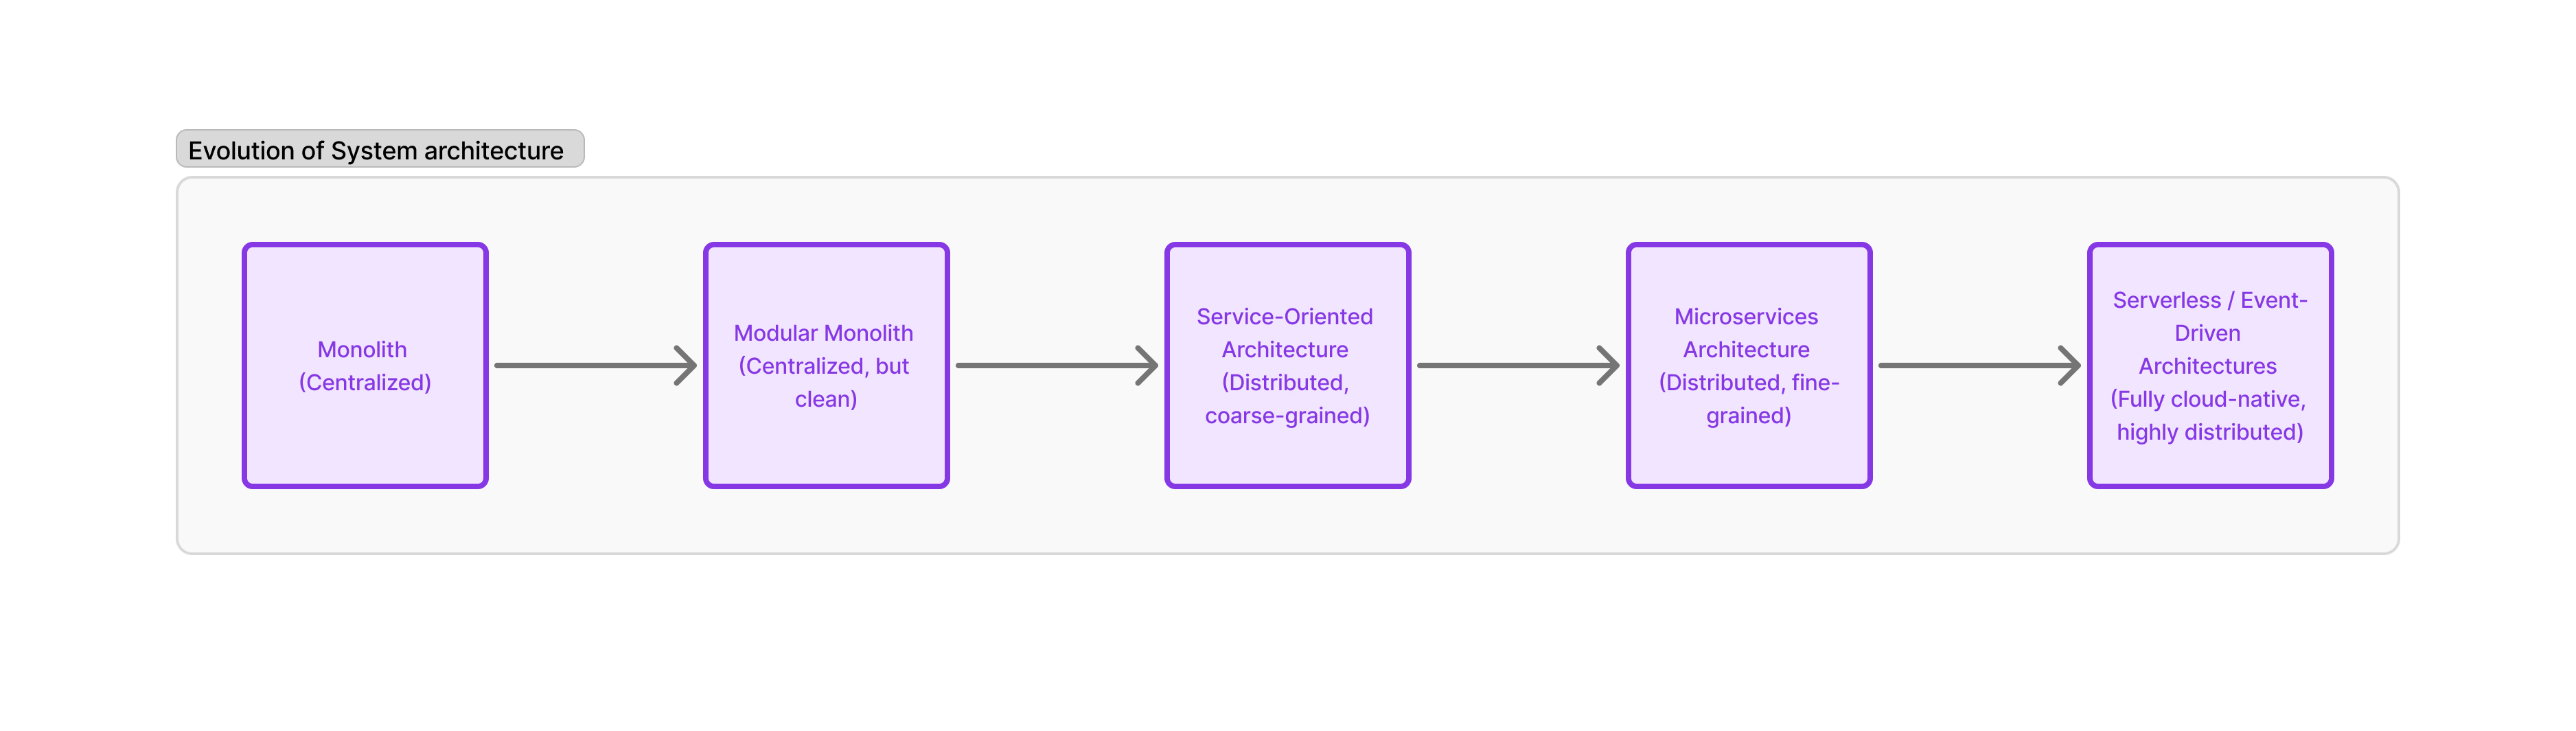 Evolution of System architecture
Monolith
(Centralized)
Modular Monolith
(Centralized, but
clean)
Service-Oriented
Architecture
(Distributed,
coarse-grained)
Microservices
Architecture
(Distributed, fine-
grained)
Serverless / Event-
Driven
Architectures
(Fully cloud-native,
highly distributed)